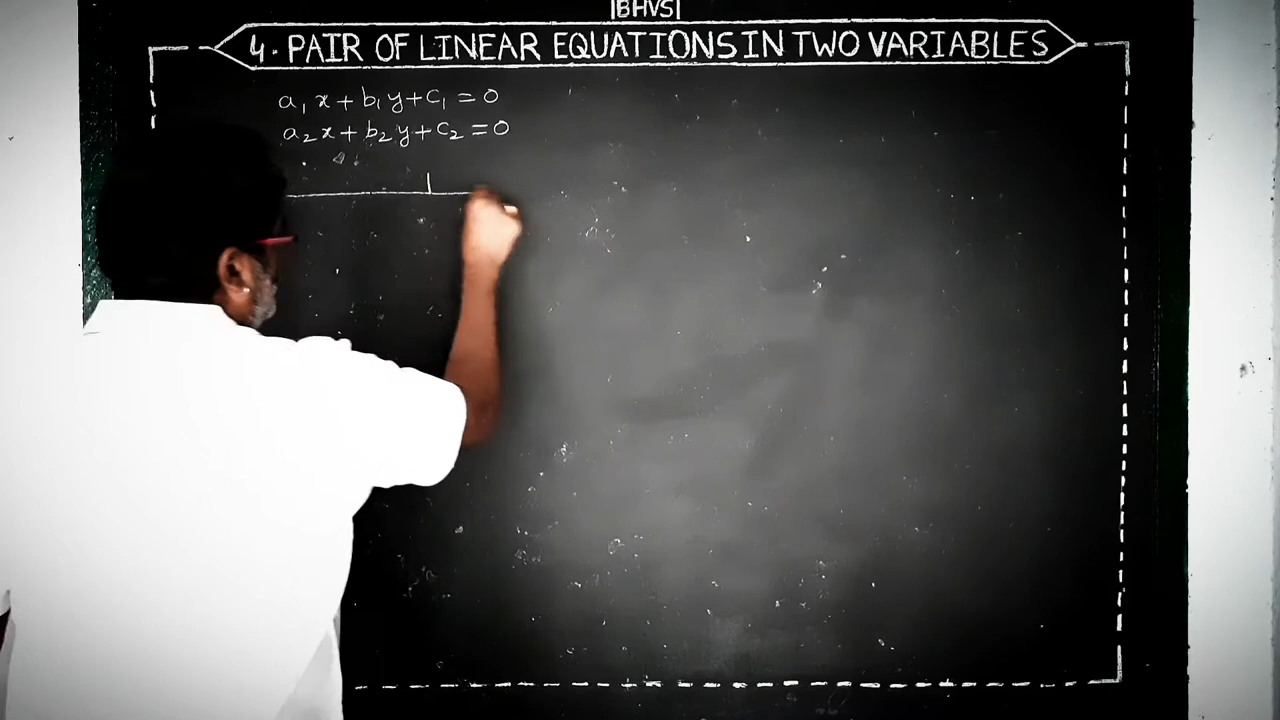 |BHVS|
4. PAIR OF LINEAR EQUATIONS IN TWO VARIABLES
a₁x + b₁y + c₁ = 0
a₂x + b₂y + c₂ = 0